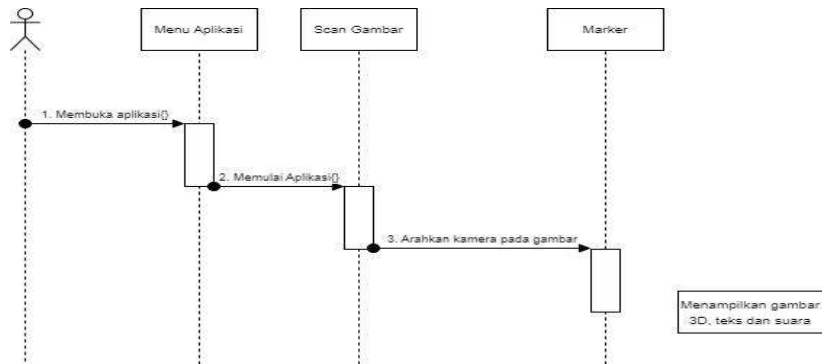 Menu Aplikasi
Scan Gambar
Marker
1. Membuka aplikasi()
2. Memulai Aplikasi()
3. Arahkan kamera pada gambar
Menampilkan gambar
3D, teks dan suara